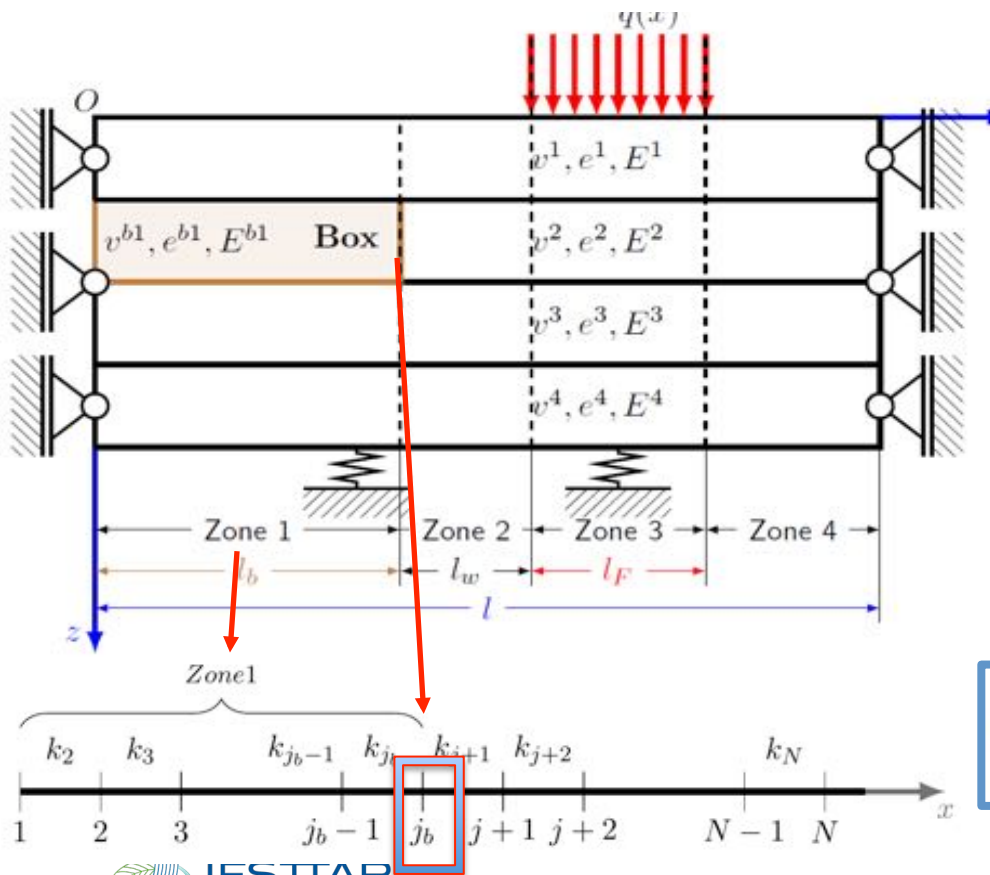 q(x)
O
v^1, e^1, E^1
v^{b1}, e^{b1}, E^{b1} Box v^2, e^2, E^2
v^3, e^3, E^3
v^4, e^4, E^4
Zone 1 Zone 2 Zone 3 Zone 4
l_b l_w l_F
l
z
Zone1
k_2 k_3 k_{j_b-1} k_{j_b} k_{j+1} k_{j+2} k_N
x
1 2 3 j_b − 1 j_b j + 1 j + 2 N − 1 N